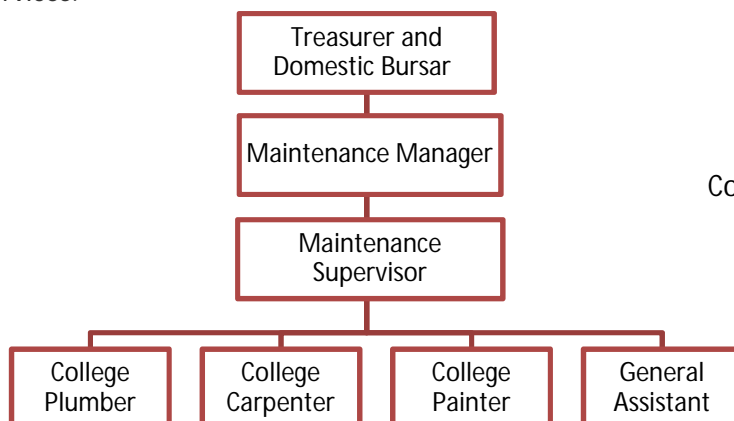 Treasurer and
Domestic Bursar
Maintenance Manager
Maintenance
Supervisor
College
Plumber
College
Carpenter
College
Painter
General
Assistant